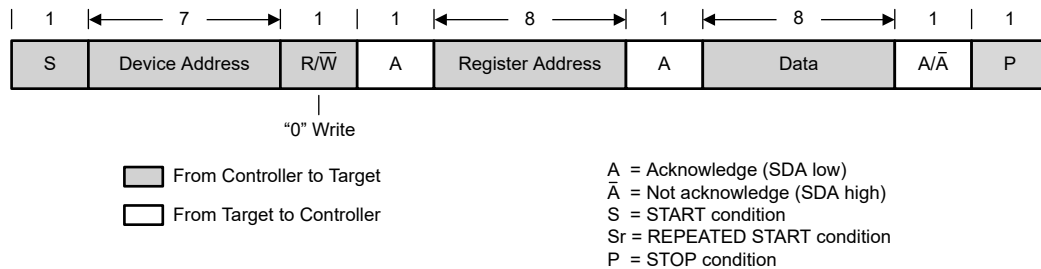 1 7 1 1 8 1 8 1 1
S Device Address R/W̅ A Register Address A Data A/A̅ P
“0” Write
From Controller to Target
From Target to Controller
A = Acknowledge (SDA low)
A̅ = Not acknowledge (SDA high)
S = START condition
Sr = REPEATED START condition
P = STOP condition